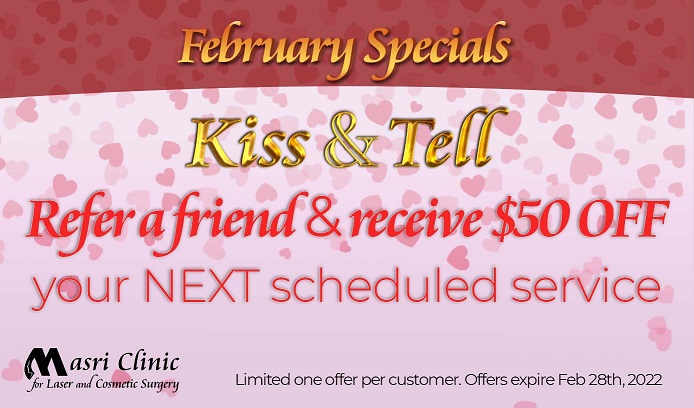 February Specials
Kiss & Tell
Refer a friend & receive $50 OFF
your NEXT scheduled service
Masri Clinic
for Laser and Cosmetic Surgery
Limited one offer per customer. Offers expire Feb 28th, 2022